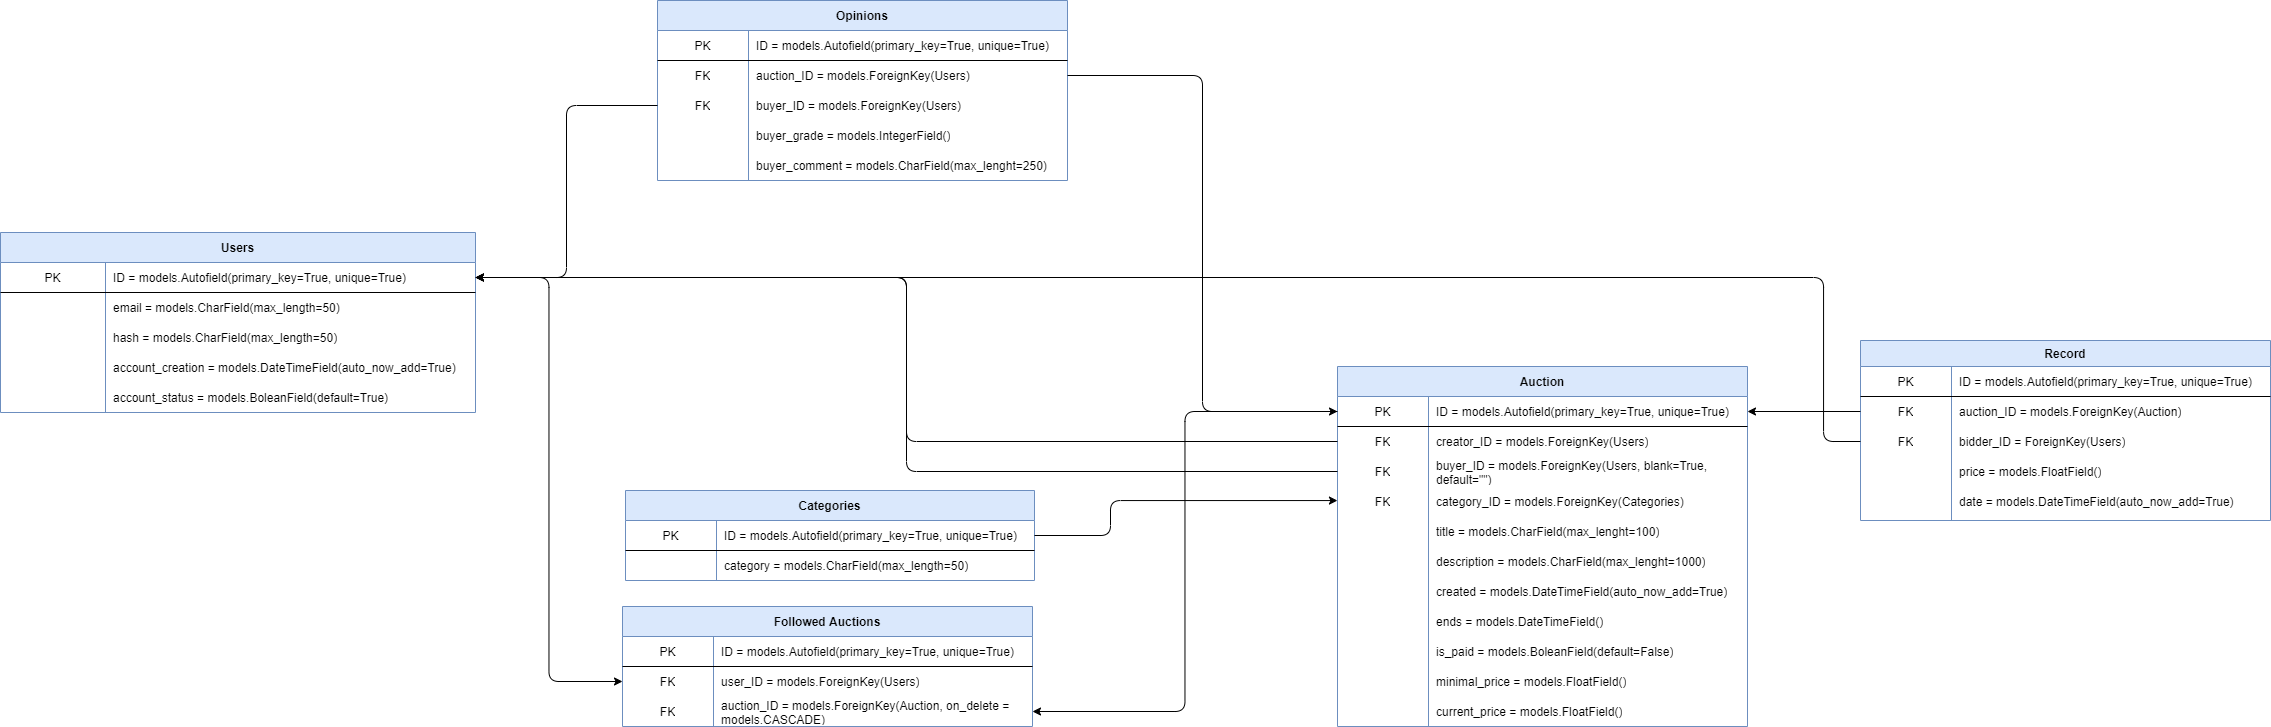 Opinions
PK ID = models.Autofield(primary_key=True, unique=True)
FK auction_ID = models.ForeignKey(Users)
FK buyer_ID = models.ForeignKey(Users)
buyer_grade = models.IntegerField()
buyer_comment = models.CharField(max_lenght=250)
Users
PK ID = models.Autofield(primary_key=True, unique=True)
email = models.CharField(max_length=50)
hash = models.CharField(max_length=50)
account_creation = models.DateTimeField(auto_now_add=True)
account_status = models.BoleanField(default=True)
Record
PK ID = models.Autofield(primary_key=True, unique=True)
FK auction_ID = models.ForeignKey(Auction)
FK bidder_ID = ForeignKey(Users)
price = models.FloatField()
date = models.DateTimeField(auto_now_add=True)
Auction
PK ID = models.Autofield(primary_key=True, unique=True)
FK creator_ID = models.ForeignKey(Users)
FK buyer_ID = models.ForeignKey(Users, blank=True,
default="")
FK category_ID = models.ForeignKey(Categories)
title = models.CharField(max_lenght=100)
description = models.CharField(max_lenght=1000)
created = models.DateTimeField(auto_now_add=True)
ends = models.DateTimeField()
is_paid = models.BoleanField(default=False)
minimal_price = models.FloatField()
current_price = models.FloatField()
Categories
PK ID = models.Autofield(primary_key=True, unique=True)
category = models.CharField(max_length=50)
Followed Auctions
PK ID = models.Autofield(primary_key=True, unique=True)
FK user_ID = models.ForeignKey(Users)
FK auction_ID = models.ForeignKey(Auction, on_delete =
models.CASCADE)